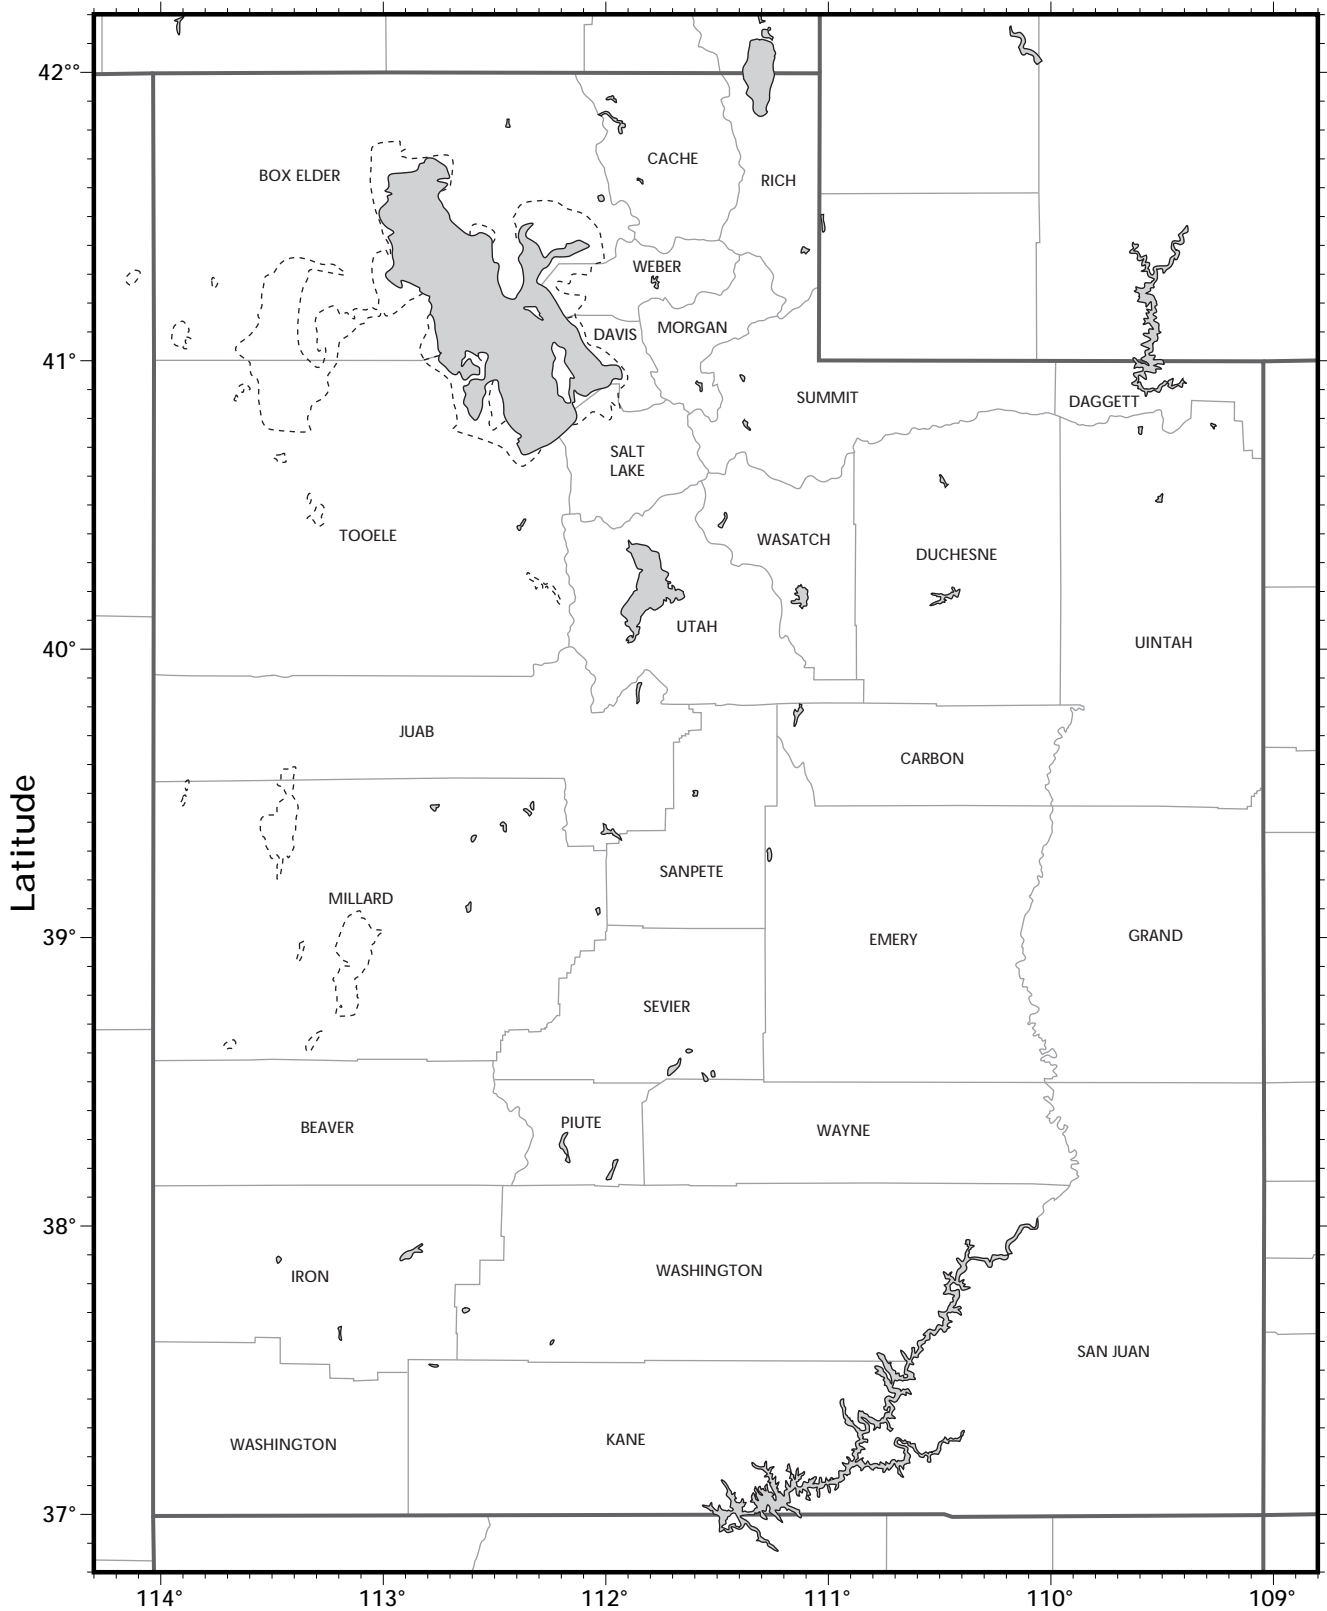 42°°
CACHE
BOX ELDER
RICH
WEBER
MORGAN
DAVIS
41°
SUMMIT
DAGGETT
SALT
LAKE
TOOELE
WASATCH
DUCHESNE
UTAH
UINTAH
40°
JUAB
CARBON
Latitude
SANPETE
MILLARD
39°
EMERY
GRAND
SEVIER
PIUTE
BEAVER
WAYNE
38°
WASHINGTON
IRON
SAN JUAN
KANE
WASHINGTON
37°
114°
113°
112°
111°
110°
109°